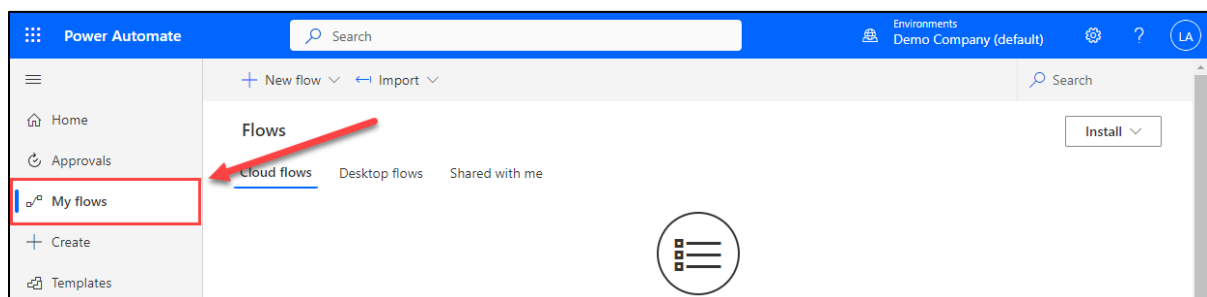 Power Automate
Search
Environments
Demo Company (default)
?
LA
New flow
Import
Search
Home
Flows
Install
Approvals
Cloud flows
Desktop flows
Shared with me
My flows
Create
Templates